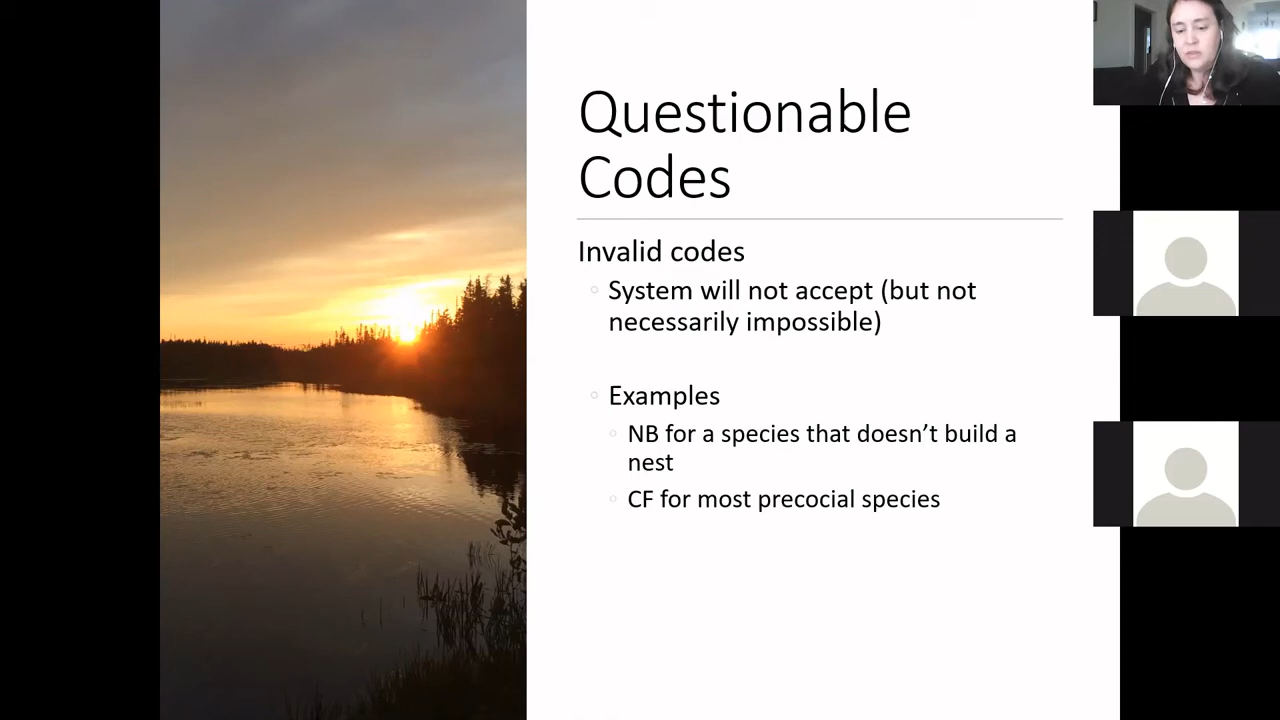 Questionable
Codes
Invalid codes
System will not accept (but not
necessarily impossible)
Examples
NB for a species that doesn’t build a
nest
CF for most precocial species